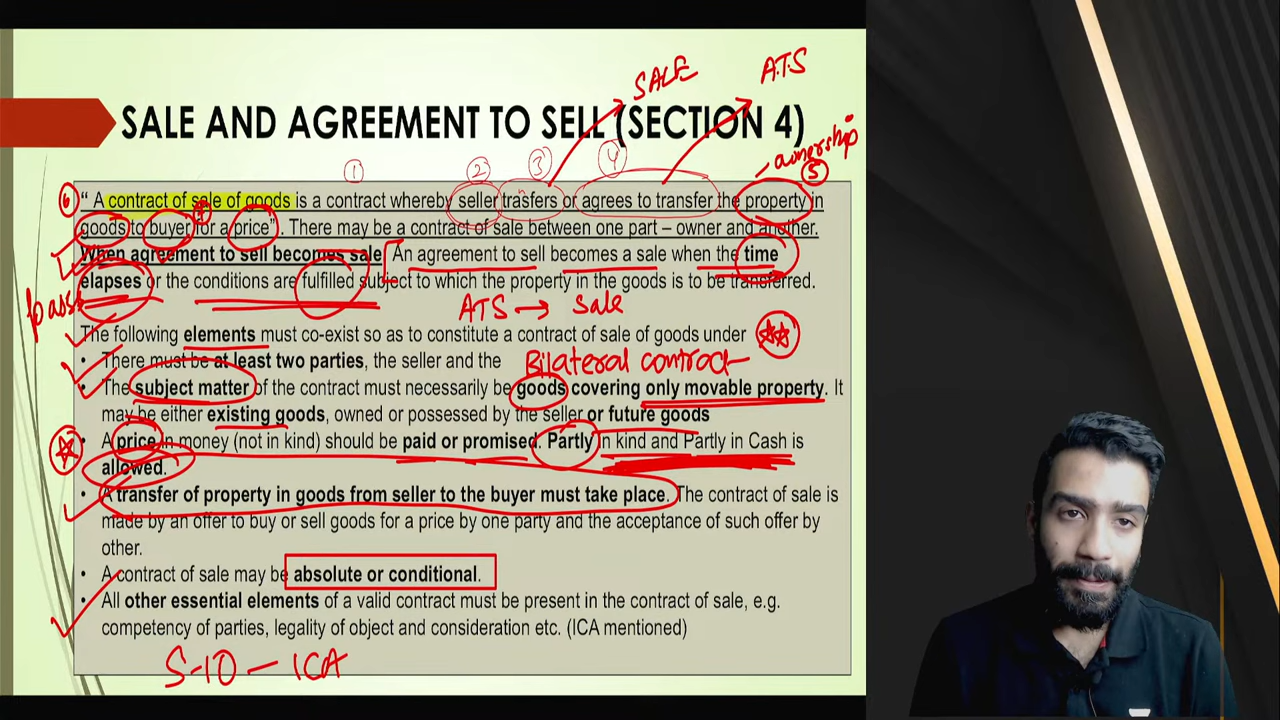 SALE
A.T.S
SALE AND AGREEMENT TO SELL (SECTION 4)
ownership
1 2 3 4 5
6 “ A contract of sale of goods is a contract whereby seller transfers or agrees to transfer the property in
goods to buyer for a price”. There may be a contract of sale between one part – owner and another.
When agreement to sell becomes sale An agreement to sell becomes a sale when the time
elapses or the conditions are fulfilled subject to which the property in the goods is to be transferred.
pass
ATS → Sale
The following elements must co-exist so as to constitute a contract of sale of goods under
• There must be at least two parties, the seller and the Bilateral contract
• The subject matter of the contract must necessarily be goods covering only movable property. It
may be either existing goods, owned or possessed by the seller or future goods
• A price in money (not in kind) should be paid or promised. Partly in kind and Partly in Cash is
allowed.
• A transfer of property in goods from seller to the buyer must take place. The contract of sale is
made by an offer to buy or sell goods for a price by one party and the acceptance of such offer by
other.
• A contract of sale may be absolute or conditional.
• All other essential elements of a valid contract must be present in the contract of sale, e.g.
competency of parties, legality of object and consideration etc. (ICA mentioned)
S-10 – ICA